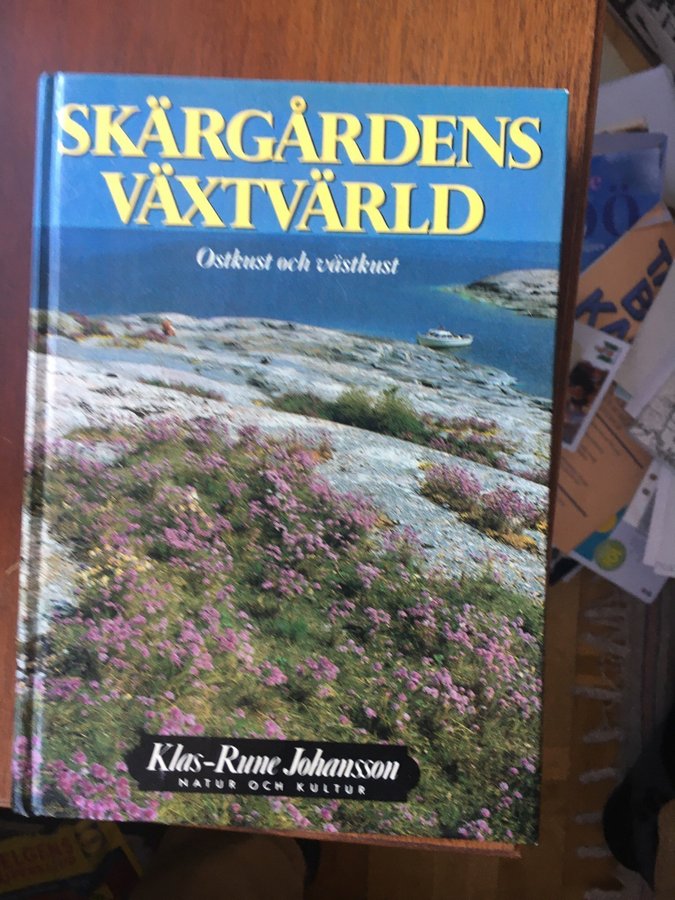 SKÄRGÅRDENS
VÄXTVÄRLD
Ostkust och västkust
Klas-Rune Johansson
NATUR OCH KULTUR